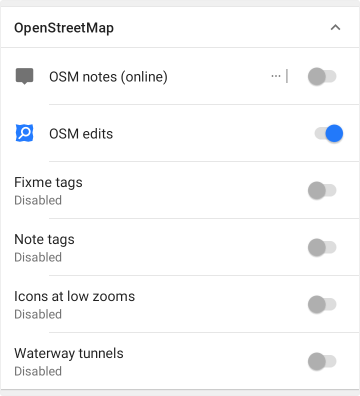 OpenStreetMap
OSM notes (online)
OSM edits
Fixme tags
Disabled
Note tags
Disabled
Icons at low zooms
Disabled
Waterway tunnels
Disabled